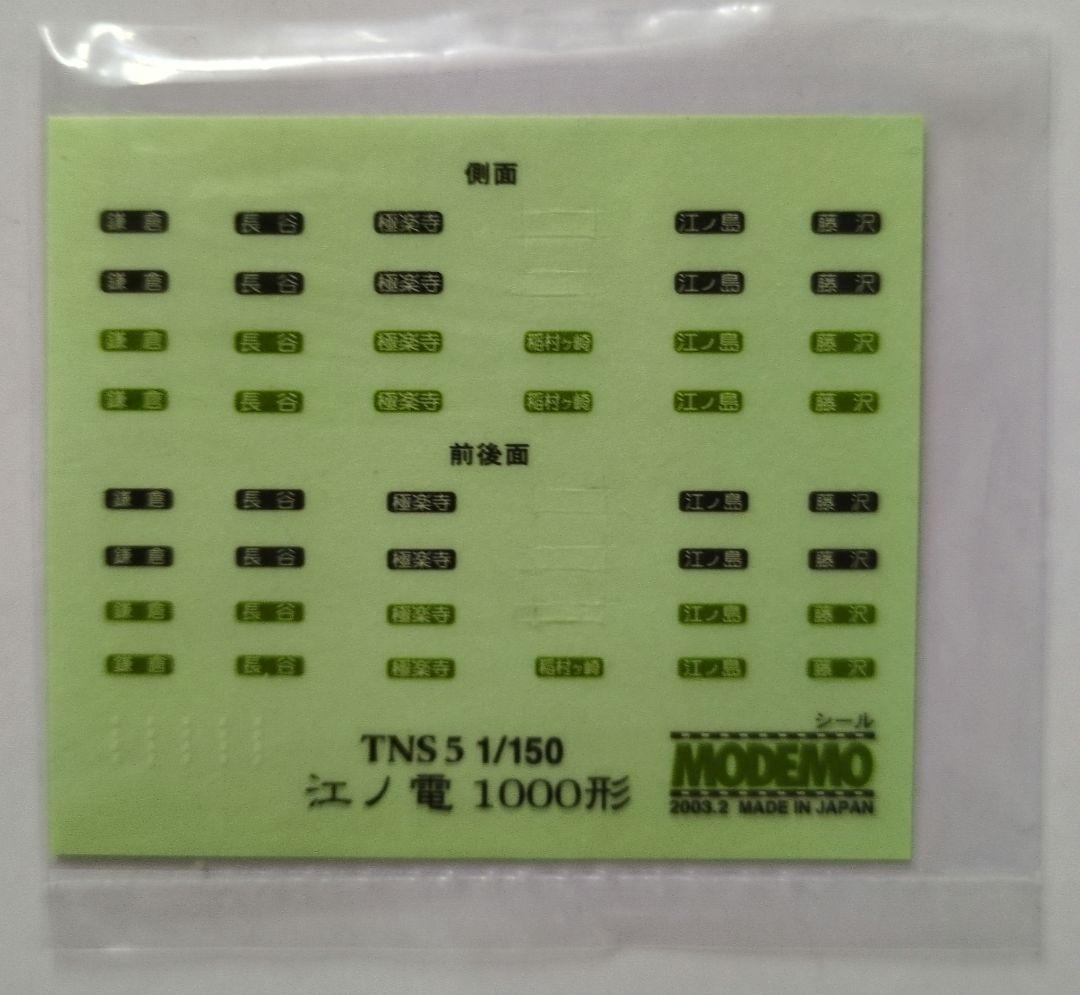 側面
鎌倉 長谷 極楽寺 江ノ島 藤沢
鎌倉 長谷 極楽寺 江ノ島 藤沢
鎌倉 長谷 極楽寺 稲村ヶ崎 江ノ島 藤沢
鎌倉 長谷 極楽寺 稲村ヶ崎 江ノ島 藤沢
前後面
鎌倉 長谷 極楽寺 江ノ島 藤沢
鎌倉 長谷 極楽寺 江ノ島 藤沢
鎌倉 長谷 極楽寺 江ノ島 藤沢
鎌倉 長谷 極楽寺 稲村ヶ崎 江ノ島 藤沢
TNS 5 1/150
江ノ電 1000形
シール
MODEMO
2003.2 MADE IN JAPAN